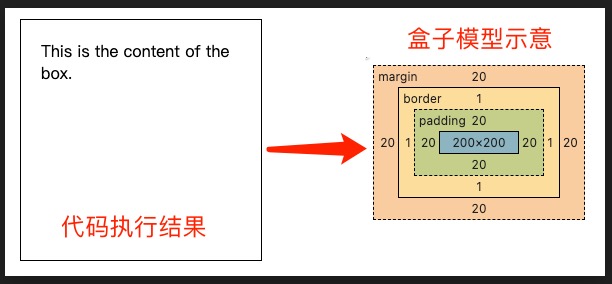 This is the content of the
box.
代码执行结果
盒子模型示意
margin 20
border 1
padding 20
20 1 20 200×200 20 1 20
20
1
20